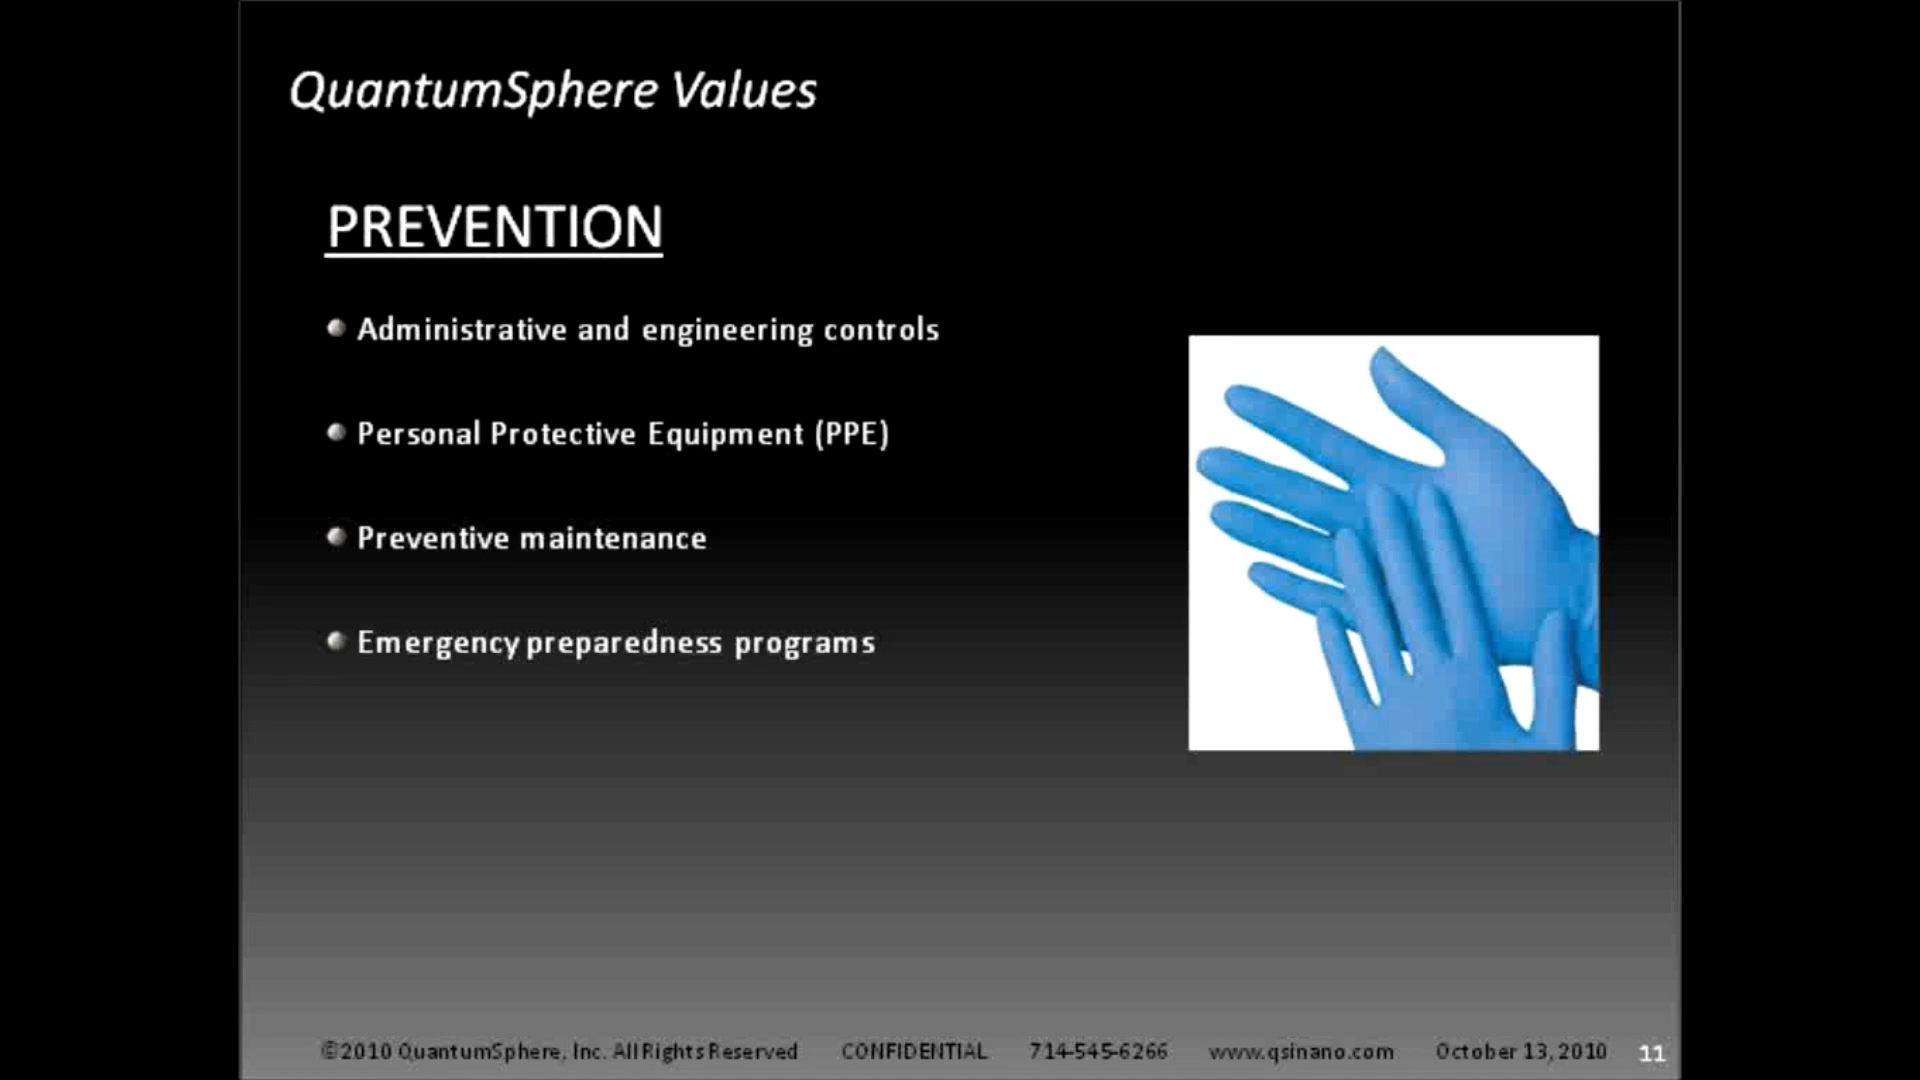 QuantumSphere Values
PREVENTION
Administrative and engineering controls
Personal Protective Equipment (PPE)
Preventive maintenance
Emergency preparedness programs
©2010 QuantumSphere, Inc. All Rights Reserved CONFIDENTIAL 714-545-6266 www.qsinano.com October 13, 2010 11